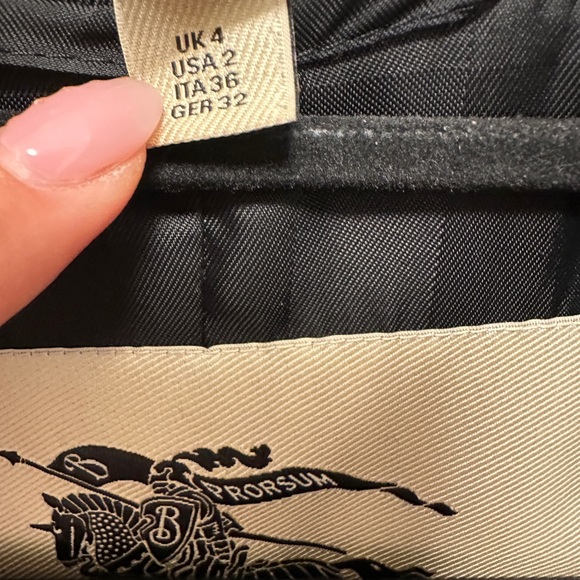 UK 4
USA 2
ITA 36
GER 32
B
PRORSUM
B